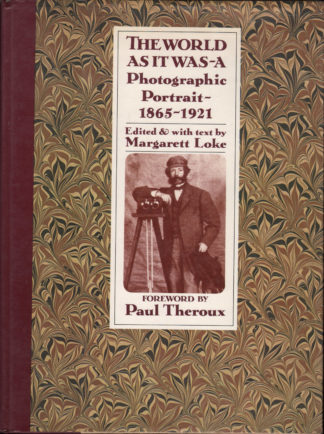 THE WORLD
AS IT WAS-A
Photographic
Portrait-
1865-1921
Edited & with text by
Margarett Loke
FOREWORD BY
Paul Theroux